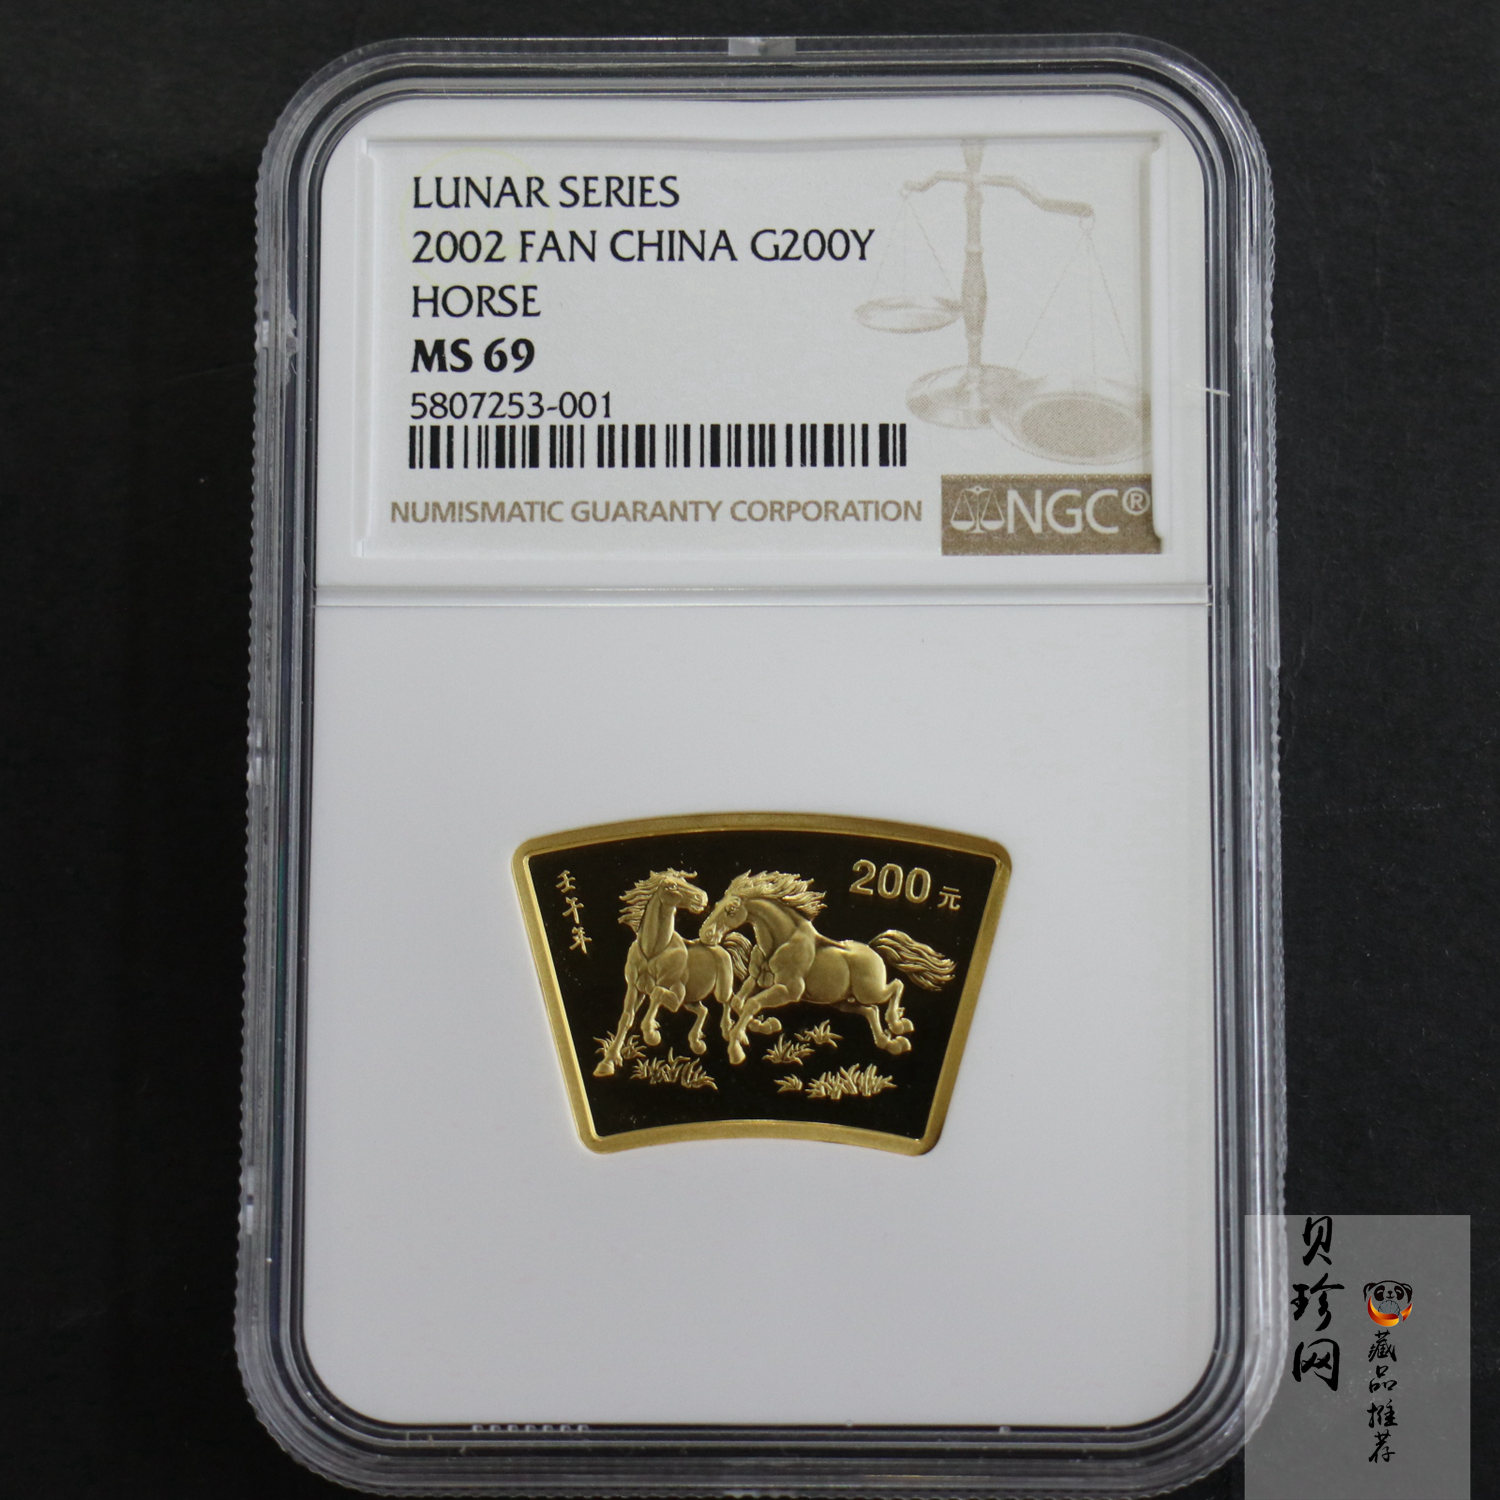 LUNAR SERIES
2002 FAN CHINA G200Y
HORSE
MS 69
5807253-001
NUMISMATIC GUARANTY CORPORATION
NGC®
壬午年
200元
贝珍网
藏品推荐